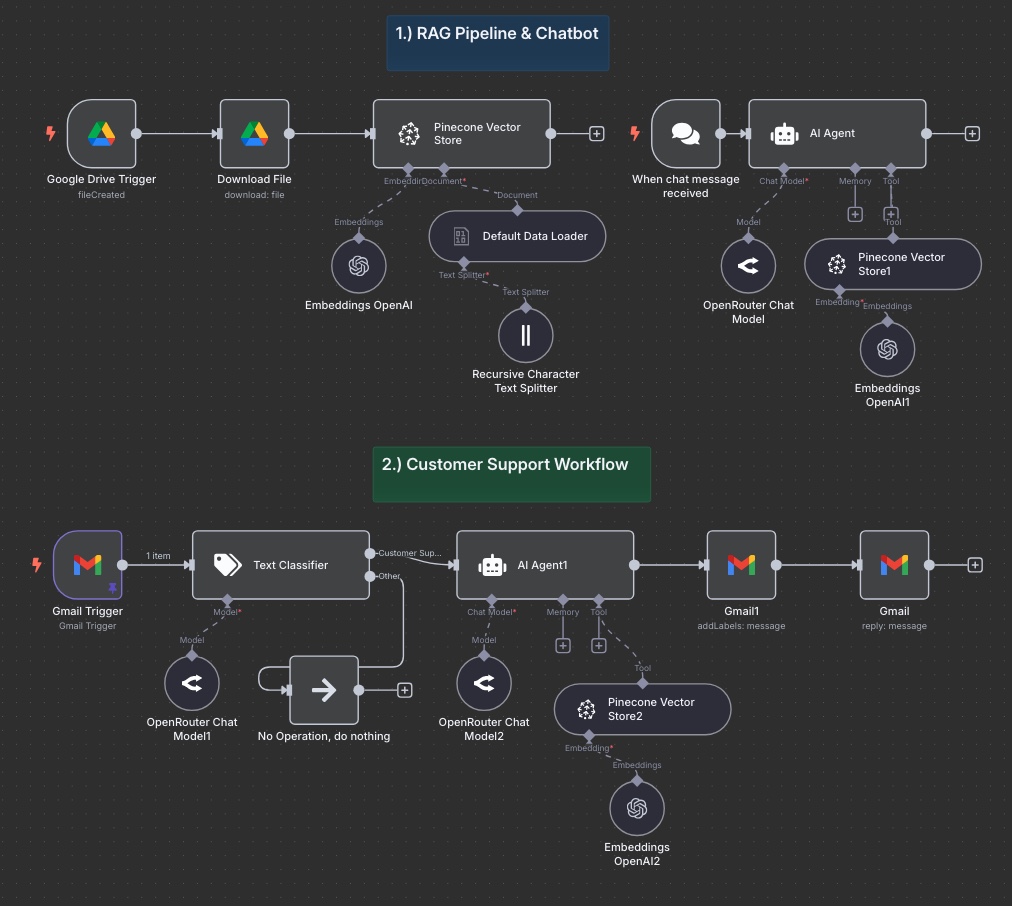 1.) RAG Pipeline & Chatbot
Google Drive Trigger
fileCreated
Download File
download: file
Pinecone Vector
Store
Document*
Embeddings
Embeddings OpenAI
Document
Default Data Loader
Text Splitter*
Text Splitter
Recursive Character
Text Splitter
When chat message
received
AI Agent
Chat Model*
Memory
Tool
Model
OpenRouter Chat
Model
Tool
Pinecone Vector
Store1
Embedding*
Embeddings
Embeddings
OpenAI1
2.) Customer Support Workflow
Gmail Trigger
Gmail Trigger
1 item
Text Classifier
Model*
Customer Sup...
Other
Model
OpenRouter Chat
Model1
No Operation, do nothing
AI Agent1
Chat Model*
Memory
Tool
Model
OpenRouter Chat
Model2
Tool
Pinecone Vector
Store2
Embedding*
Embeddings
Embeddings
OpenAI2
Gmail1
addLabels: message
Gmail
reply: message